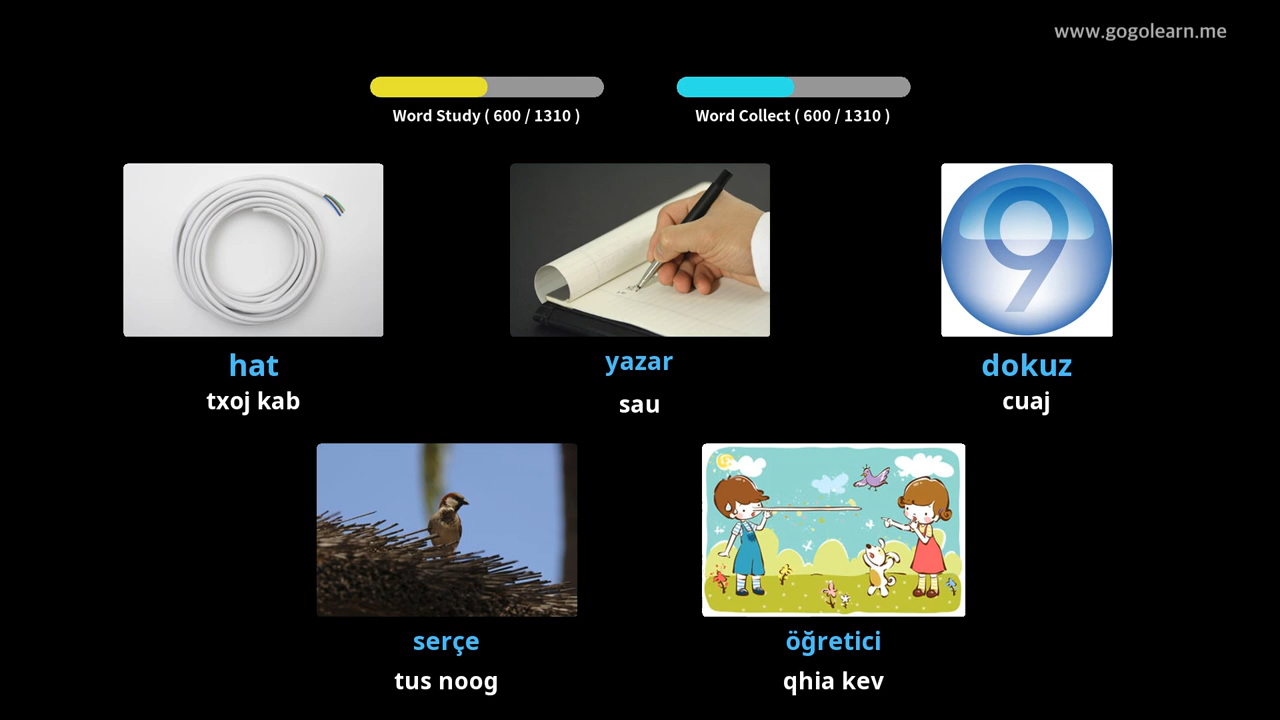 www.gogolearn.me
Word Study ( 600 / 1310 )
Word Collect ( 600 / 1310 )
9
hat
txoj kab
yazar
sau
dokuz
cuaj
serçe
tus noog
öğretici
qhia kev